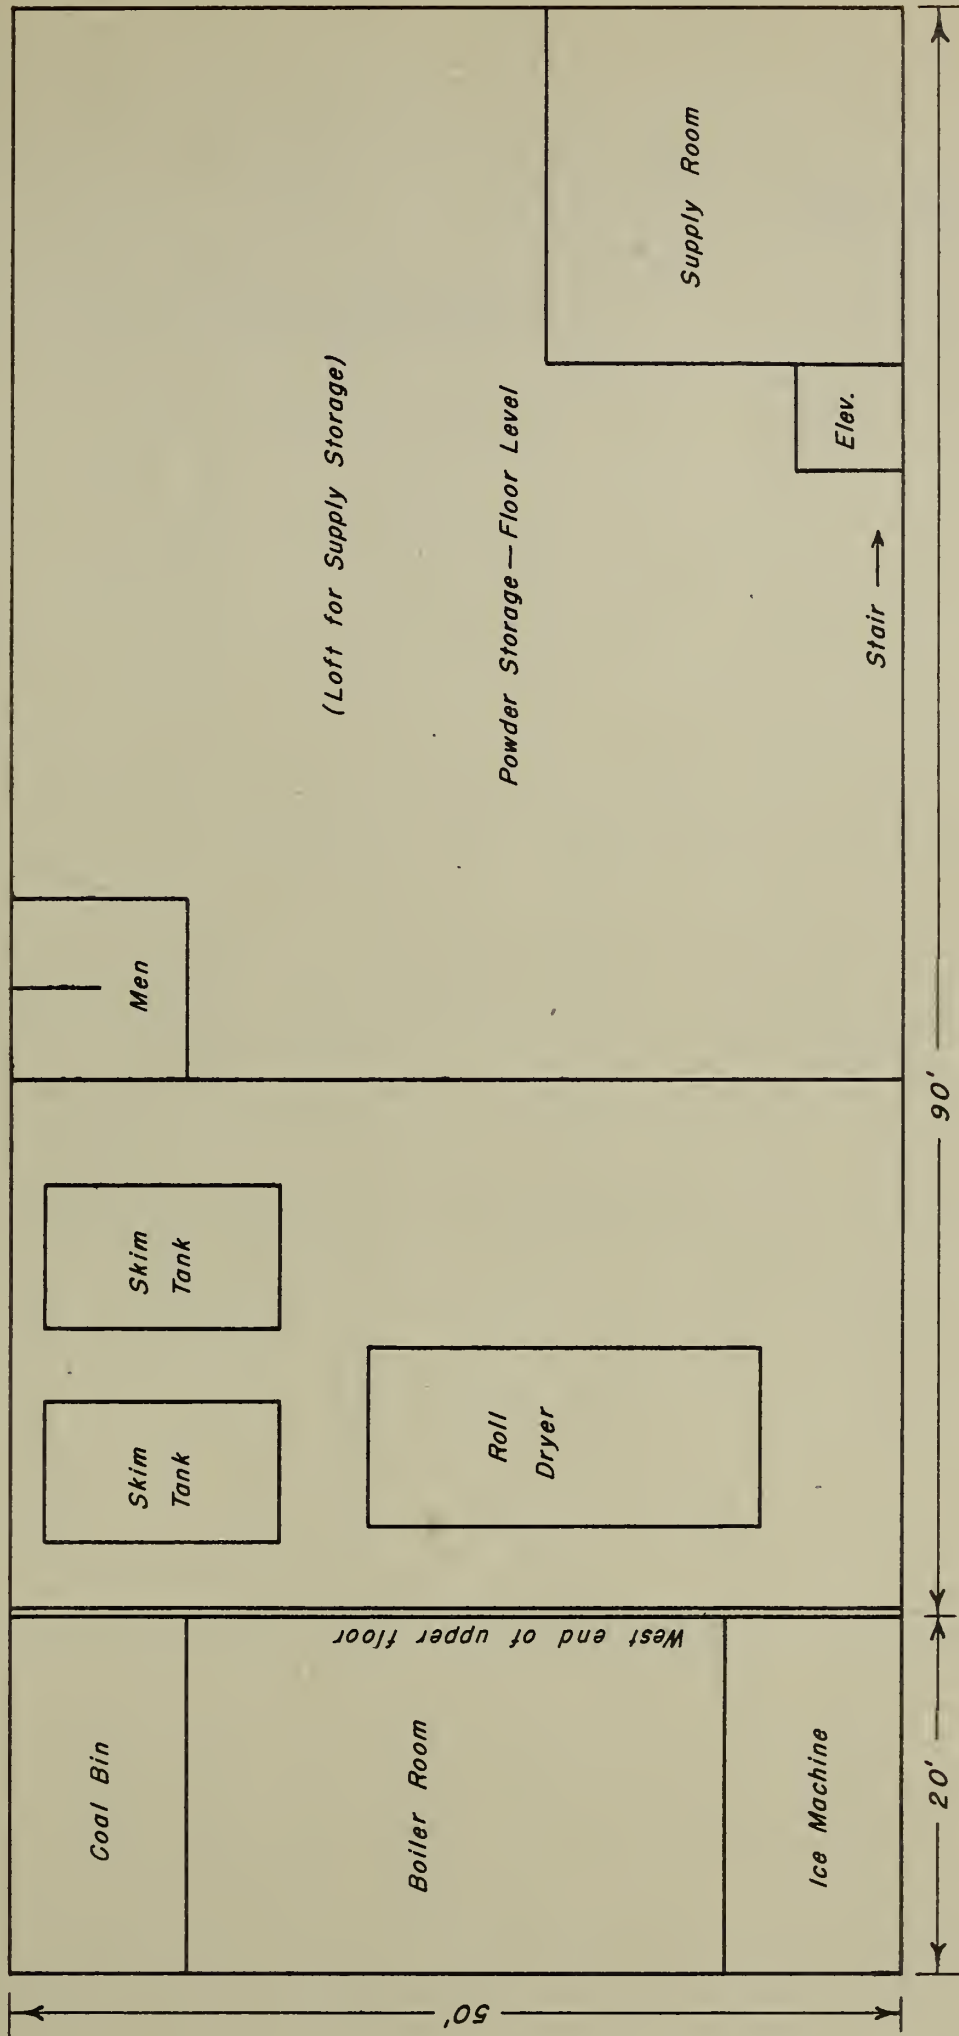 Coal Bin
Boiler Room
Ice Machine
West end of upper floor
Skim
Tank
Skim
Tank
Roll
Dryer
Men
(Loft for Supply Storage)
Powder Storage — Floor Level
Stair →
Elev.
Supply Room
50'
20'
90'